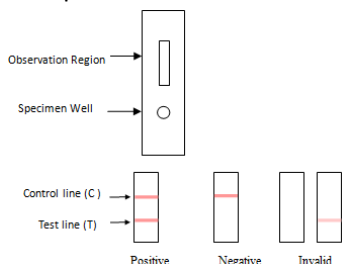 Observation Region
Specimen Well
Control line (C )
Test line (T)
Positive Negative Invalid